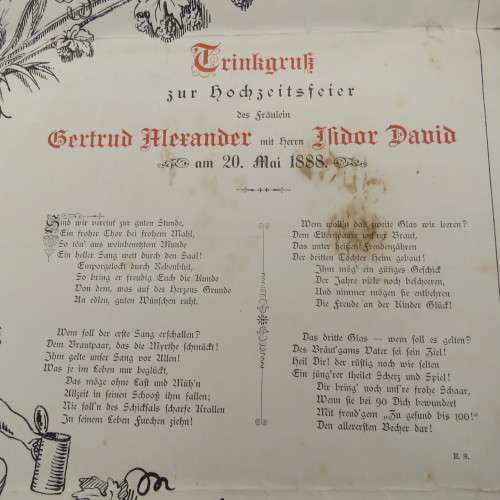 Trinkgruß
zur Hochzeitsfeier
des Fräulein
Gertrud Alexander mit Herrn Isidor David
am 20. Mai 1888.
Sind wir vereint zur guten Stunde,
Ein froher Chor bei frohem Mahl,
So tön' aus weinbenetztem Munde
Ein heller Sang weit durch den Saal!
Emporgelockt durch Rebenblut,
So bring er freudig Euch die Kunde
Von dem, was auf des Herzens Grunde
An edlen, guten Wünschen ruht.
Wem soll der erste Sang erschallen?
Dem Brautpaar, das die Myrthe schmückt!
Ihm gelte unser Sang vor Allen!
Was je im Leben nur beglückt,
Das möge ohne Last und Müh'n
Allzeit in seinen Schooß ihm fallen;
Nie soll'n des Schicksals scharfe Krallen
In seinem Leben Furchen ziehn!
Wem woll'n das zweite Glas wir leeren?
Dem Elternpaare uns'rer Braut,
Das unter heißen Freudenzähren
Der dritten Tochter Heim gebaut!
Ihm mög' ein gütiges Geschick
Der Jahre viele noch bescheeren,
Und nimmer mögen sie entbehren
Die Freude an der Kinder Glück!
Das dritte Glas — wem soll es gelten?
Des Bräut'gams Vater sei sein Ziel!
Heil ihm! der rüstig noch wie selten
Ein jüng'rer theilet Scherz und Spiel!
Dir bring' noch uns're frohe Schaar,
Wenn sie bei 90 Dich bewundert
Mit freud'gem „Zu gesund bis 100!“
Den allerersten Becher dar!
R. S.